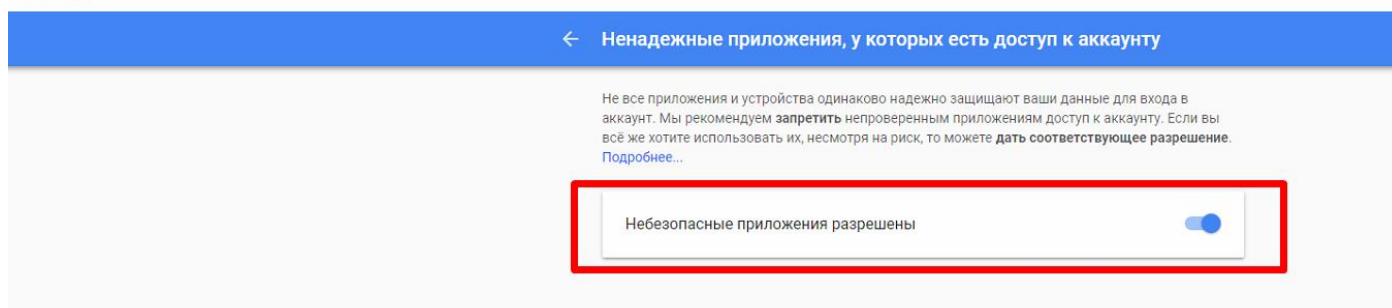 Ненадежные приложения, у которых есть доступ к аккаунту
Не все приложения и устройства одинаково надежно защищают ваши данные для входа в
аккаунт. Мы рекомендуем запретить непроверенным приложениям доступ к аккаунту. Если вы
всё же хотите использовать их, несмотря на риск, то можете дать соответствующее разрешение.
Подробнее...
Небезопасные приложения разрешены